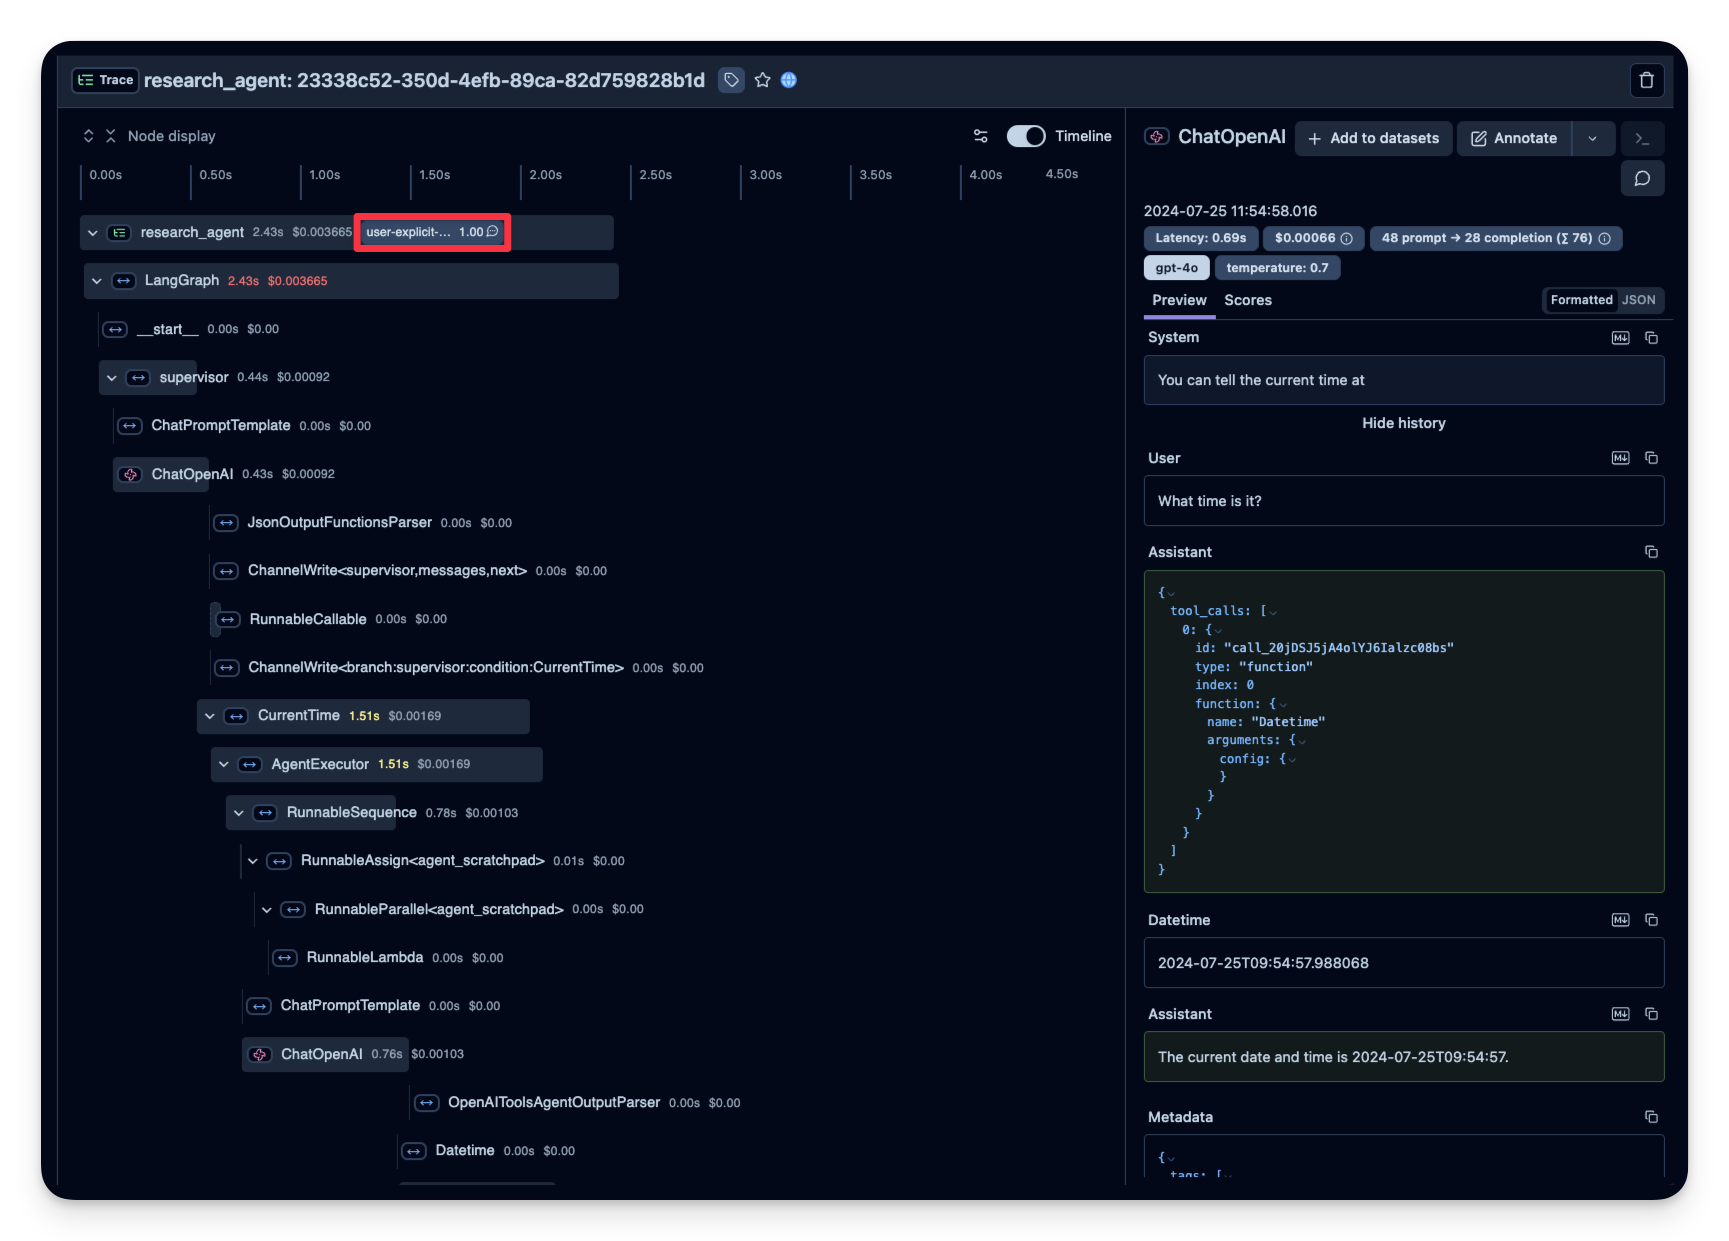 Trace research_agent: 23338c52-350d-4efb-89ca-82d759828b1d
Node display
Timeline
0.00s 0.50s 1.00s 1.50s 2.00s 2.50s 3.00s 3.50s 4.00s 4.50s
research_agent 2.43s $0.003665 user-explicit-... 1.00
LangGraph 2.43s $0.003665
__start__ 0.00s $0.00
supervisor 0.44s $0.00092
ChatPromptTemplate 0.00s $0.00
ChatOpenAI 0.43s $0.00092
JsonOutputFunctionsParser 0.00s $0.00
ChannelWrite<supervisor,messages,next> 0.00s $0.00
RunnableCallable 0.00s $0.00
ChannelWrite<branch:supervisor:condition:CurrentTime> 0.00s $0.00
CurrentTime 1.51s $0.00169
AgentExecutor 1.51s $0.00169
RunnableSequence 0.78s $0.00103
RunnableAssign<agent_scratchpad> 0.01s $0.00
RunnableParallel<agent_scratchpad> 0.00s $0.00
RunnableLambda 0.00s $0.00
ChatPromptTemplate 0.00s $0.00
ChatOpenAI 0.76s $0.00103
OpenAIToolsAgentOutputParser 0.00s $0.00
Datetime 0.00s $0.00
ChatOpenAI
Add to datasets
Annotate
2024-07-25 11:54:58.016
Latency: 0.69s $0.00066 48 prompt → 28 completion (∑ 76)
gpt-4o temperature: 0.7
Preview Scores
Formatted JSON
System
You can tell the current time at
Hide history
User
What time is it?
Assistant
{
tool_calls: [
0: {
id: "call_20jDSJ5jA4olYJ6Ialzc08bs"
type: "function"
index: 0
function: {
name: "Datetime"
arguments: {
config: {
}
}
}
}
]
}
Datetime
2024-07-25T09:54:57.988068
Assistant
The current date and time is 2024-07-25T09:54:57.
Metadata
{
tags: [